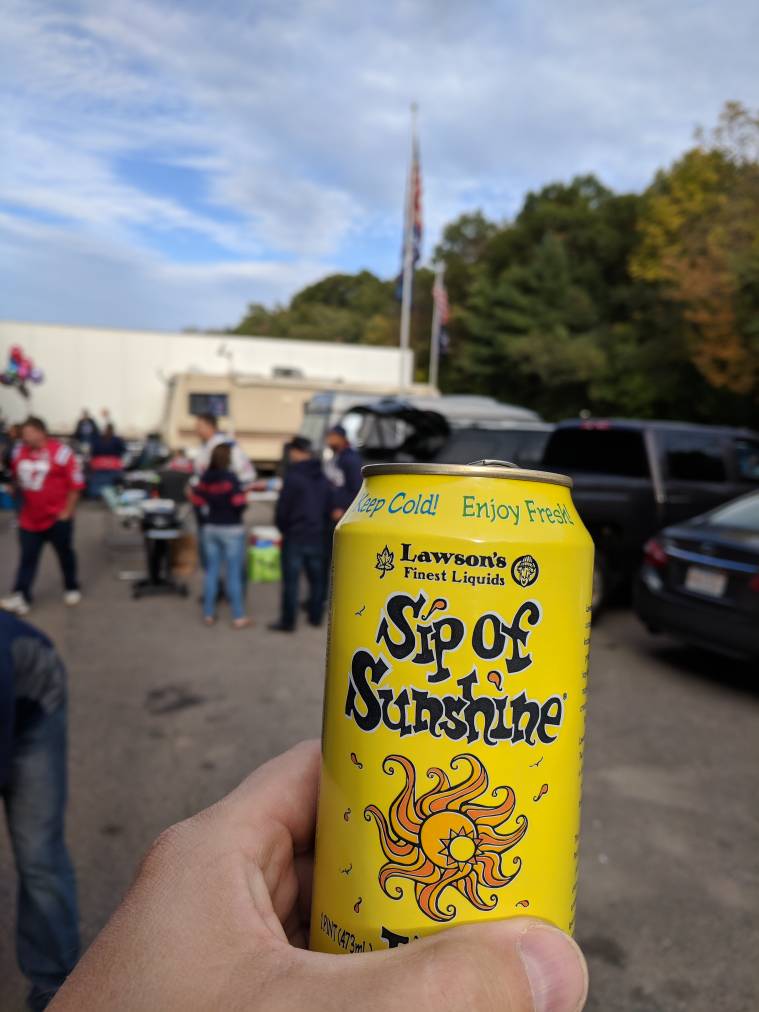 Keep Cold! Enjoy Fresh!
Lawson's
Finest Liquids
Sip of
Sunshine®
1 PINT (473mL)